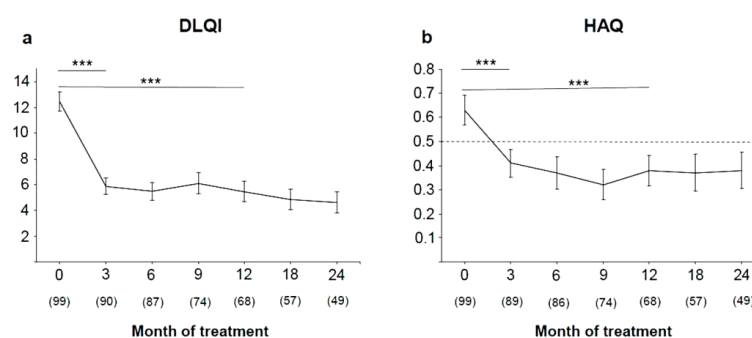 a
DLQI
***
***
14
12
10
8
6
4
2
0 3 6 9 12 18 24
(99) (90) (87) (74) (68) (57) (49)
Month of treatment
b
HAQ
***
***
0.8
0.7
0.6
0.5
0.4
0.3
0.2
0.1
0 3 6 9 12 18 24
(99) (89) (86) (74) (68) (57) (49)
Month of treatment